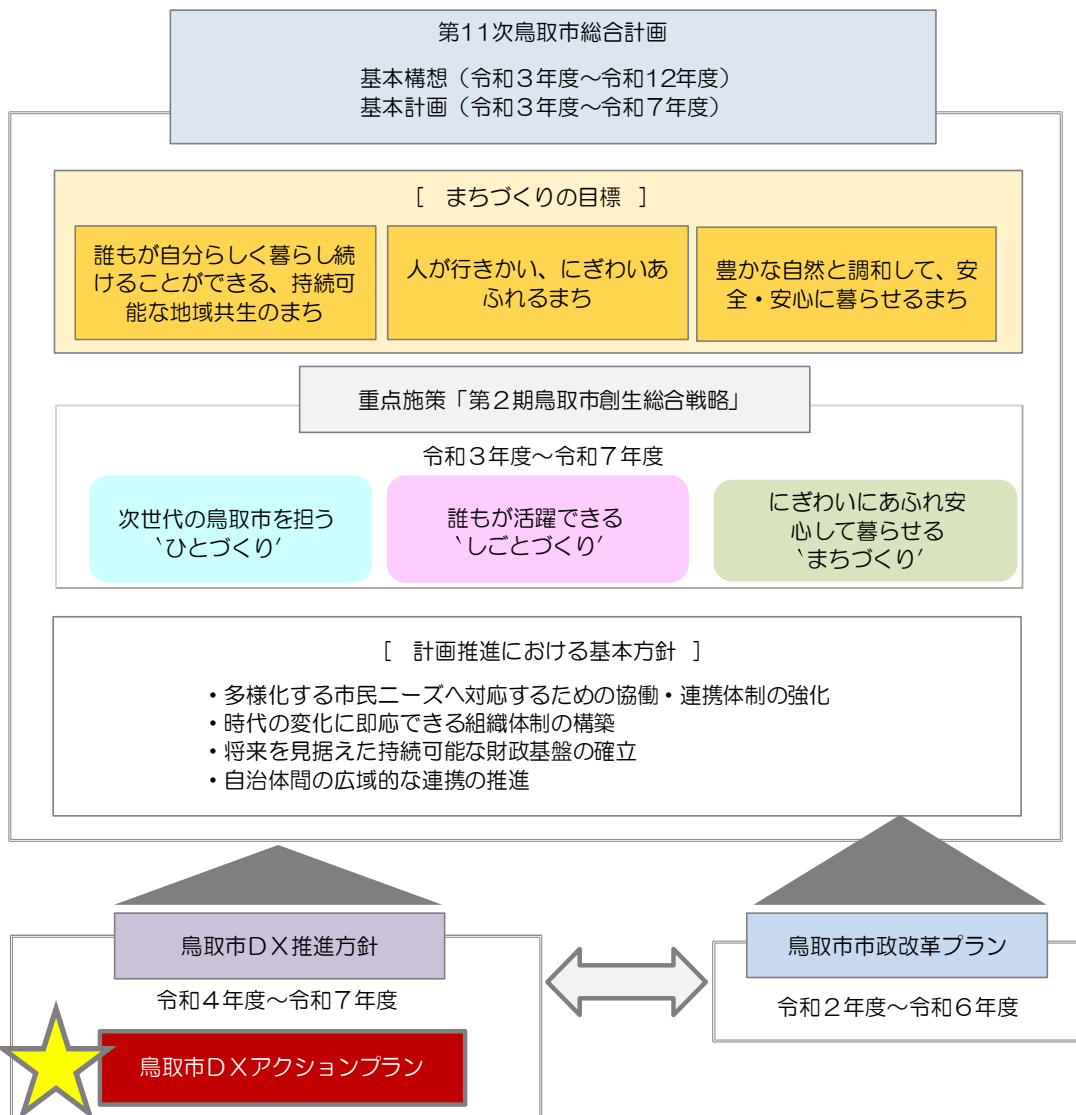 第11次鳥取市総合計画
基本構想（令和３年度～令和12年度）
基本計画（令和３年度～令和７年度）
［　まちづくりの目標　］
誰もが自分らしく暮らし続
けることができる、持続可
能な地域共生のまち
人が行きかい、にぎわいあ
ふれるまち
豊かな自然と調和して、安
全・安心に暮らせるまち
重点施策「第２期鳥取市創生総合戦略」
令和３年度～令和７年度
次世代の鳥取市を担う
‵ひとづくり′
誰もが活躍できる
‵しごとづくり′
にぎわいにあふれ安
心して暮らせる
‵まちづくり′
［　計画推進における基本方針　］
・多様化する市民ニーズへ対応するための協働・連携体制の強化
・時代の変化に即応できる組織体制の構築
・将来を見据えた持続可能な財政基盤の確立
・自治体間の広域的な連携の推進
鳥取市ＤＸ推進方針
令和４年度～令和７年度
鳥取市ＤＸアクションプラン
鳥取市市政改革プラン
令和２年度～令和６年度